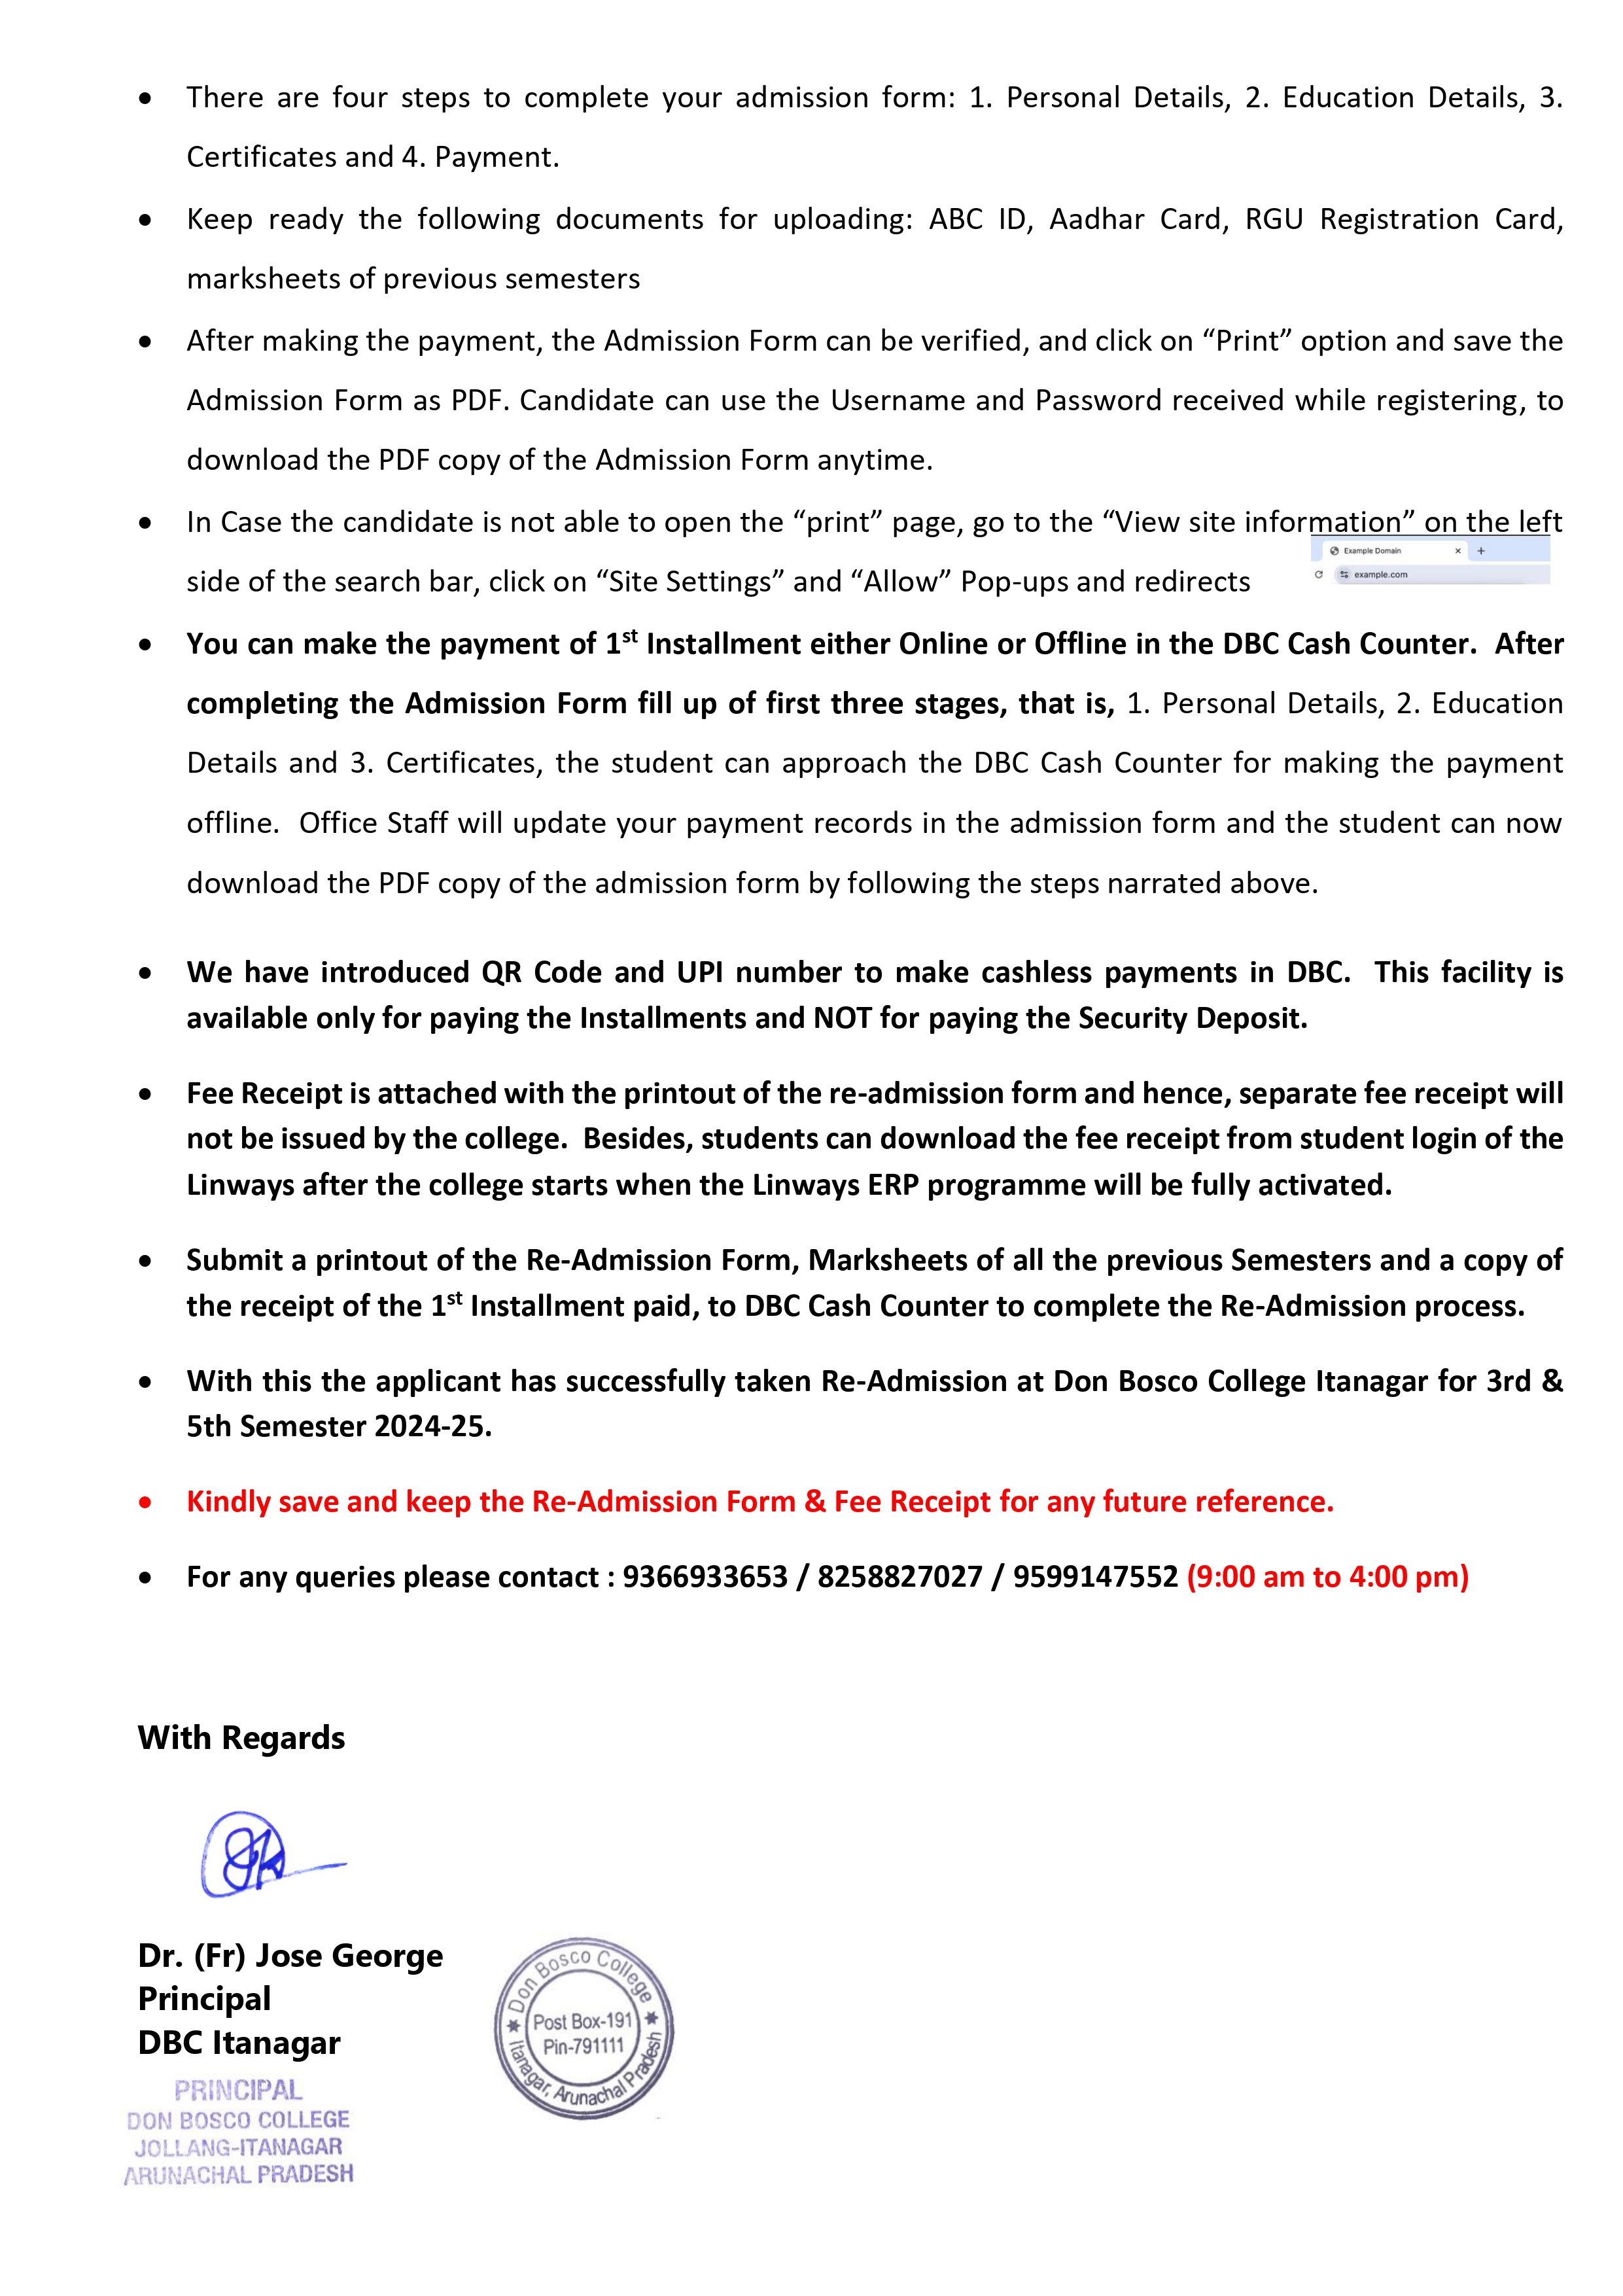 • There are four steps to complete your admission form: 1. Personal Details, 2. Education Details, 3.
Certificates and 4. Payment.
• Keep ready the following documents for uploading: ABC ID, Aadhar Card, RGU Registration Card,
marksheets of previous semesters
• After making the payment, the Admission Form can be verified, and click on “Print” option and save the
Admission Form as PDF. Candidate can use the Username and Password received while registering, to
download the PDF copy of the Admission Form anytime.
• In Case the candidate is not able to open the “print” page, go to the “View site information” on the left
side of the search bar, click on “Site Settings” and “Allow” Pop-ups and redirects
Example Domain × +
example.com
• You can make the payment of 1st Installment either Online or Offline in the DBC Cash Counter. After
completing the Admission Form fill up of first three stages, that is, 1. Personal Details, 2. Education
Details and 3. Certificates, the student can approach the DBC Cash Counter for making the payment
offline. Office Staff will update your payment records in the admission form and the student can now
download the PDF copy of the admission form by following the steps narrated above.
• We have introduced QR Code and UPI number to make cashless payments in DBC. This facility is
available only for paying the Installments and NOT for paying the Security Deposit.
• Fee Receipt is attached with the printout of the re-admission form and hence, separate fee receipt will
not be issued by the college. Besides, students can download the fee receipt from student login of the
Linways after the college starts when the Linways ERP programme will be fully activated.
• Submit a printout of the Re-Admission Form, Marksheets of all the previous Semesters and a copy of
the receipt of the 1st Installment paid, to DBC Cash Counter to complete the Re-Admission process.
• With this the applicant has successfully taken Re-Admission at Don Bosco College Itanagar for 3rd &
5th Semester 2024-25.
• Kindly save and keep the Re-Admission Form & Fee Receipt for any future reference.
• For any queries please contact : 9366933653 / 8258827027 / 9599147552 (9:00 am to 4:00 pm)
With Regards
Dr. (Fr) Jose George
Principal
DBC Itanagar
PRINCIPAL
DON BOSCO COLLEGE
JOLLANG-ITANAGAR
ARUNACHAL PRADESH
Don Bosco College
Post Box-191
Pin-791111
Itanagar, Arunachal Pradesh